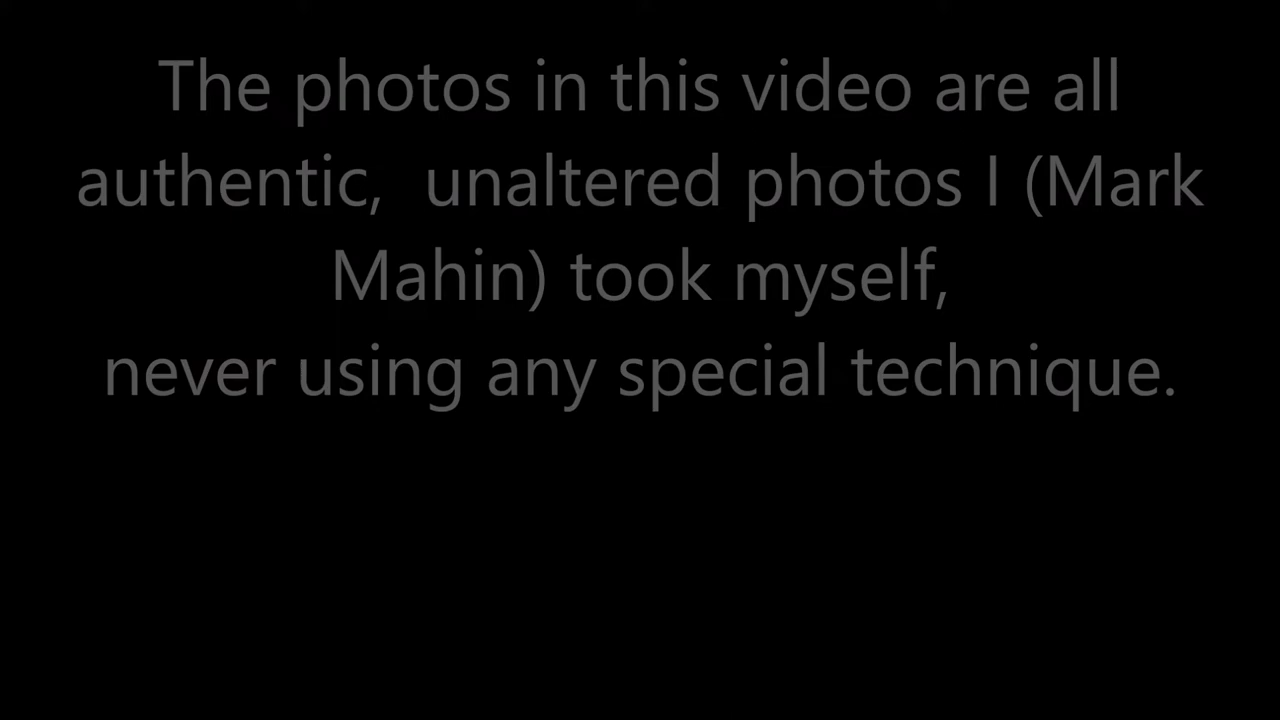 The photos in this video are all
authentic,  unaltered photos I (Mark
Mahin) took myself,
never using any special technique.